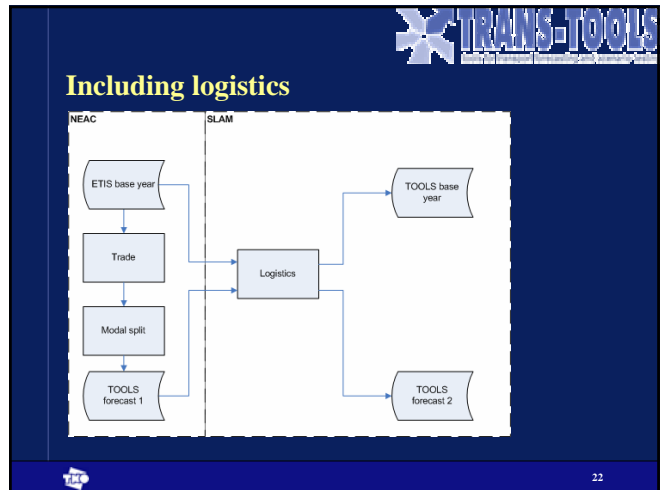 TRANS-TOOLS
Including logistics
NEAC
SLAM
ETIS base year
TOOLS base
year
Trade
Logistics
Modal split
TOOLS
forecast 1
TOOLS
forecast 2
22